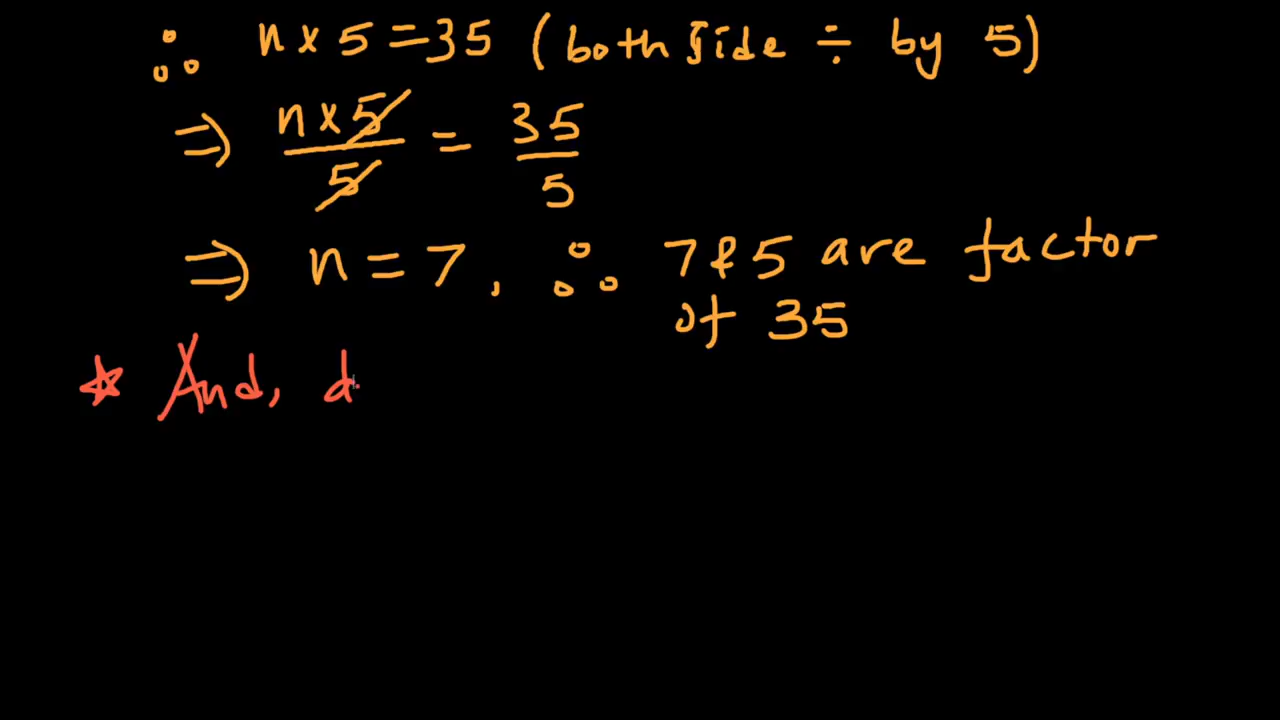 ∴ n × 5 = 35 (both side ÷ by 5)
⇒ n × 5 / 5 = 35 / 5
⇒ n = 7, ∴ 7 & 5 are factor
of 35
☆ And, d